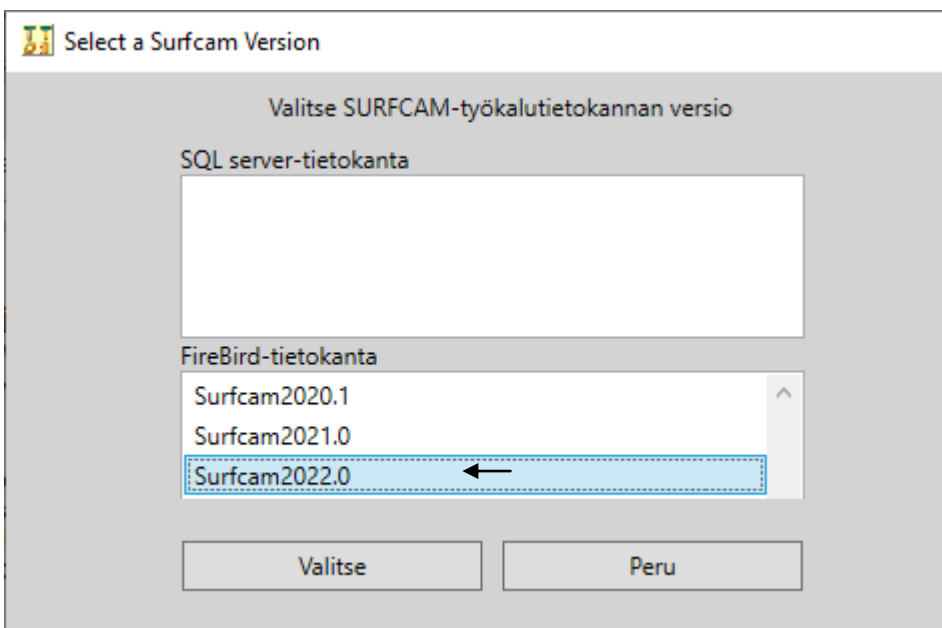 Select a Surfcam Version
Valitse SURFCAM-työkalutietokannan versio
SQL server-tietokanta
FireBird-tietokanta
Surfcam2020.1
Surfcam2021.0
Surfcam2022.0
Valitse
Peru